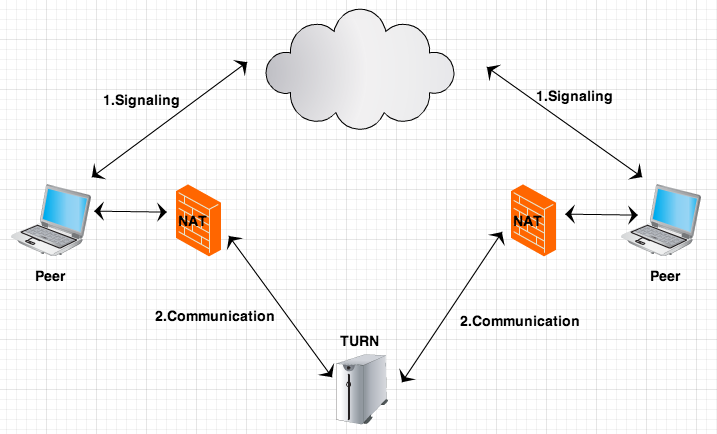 1.Signaling
1.Signaling
NAT
NAT
Peer
Peer
2.Communication
2.Communication
TURN